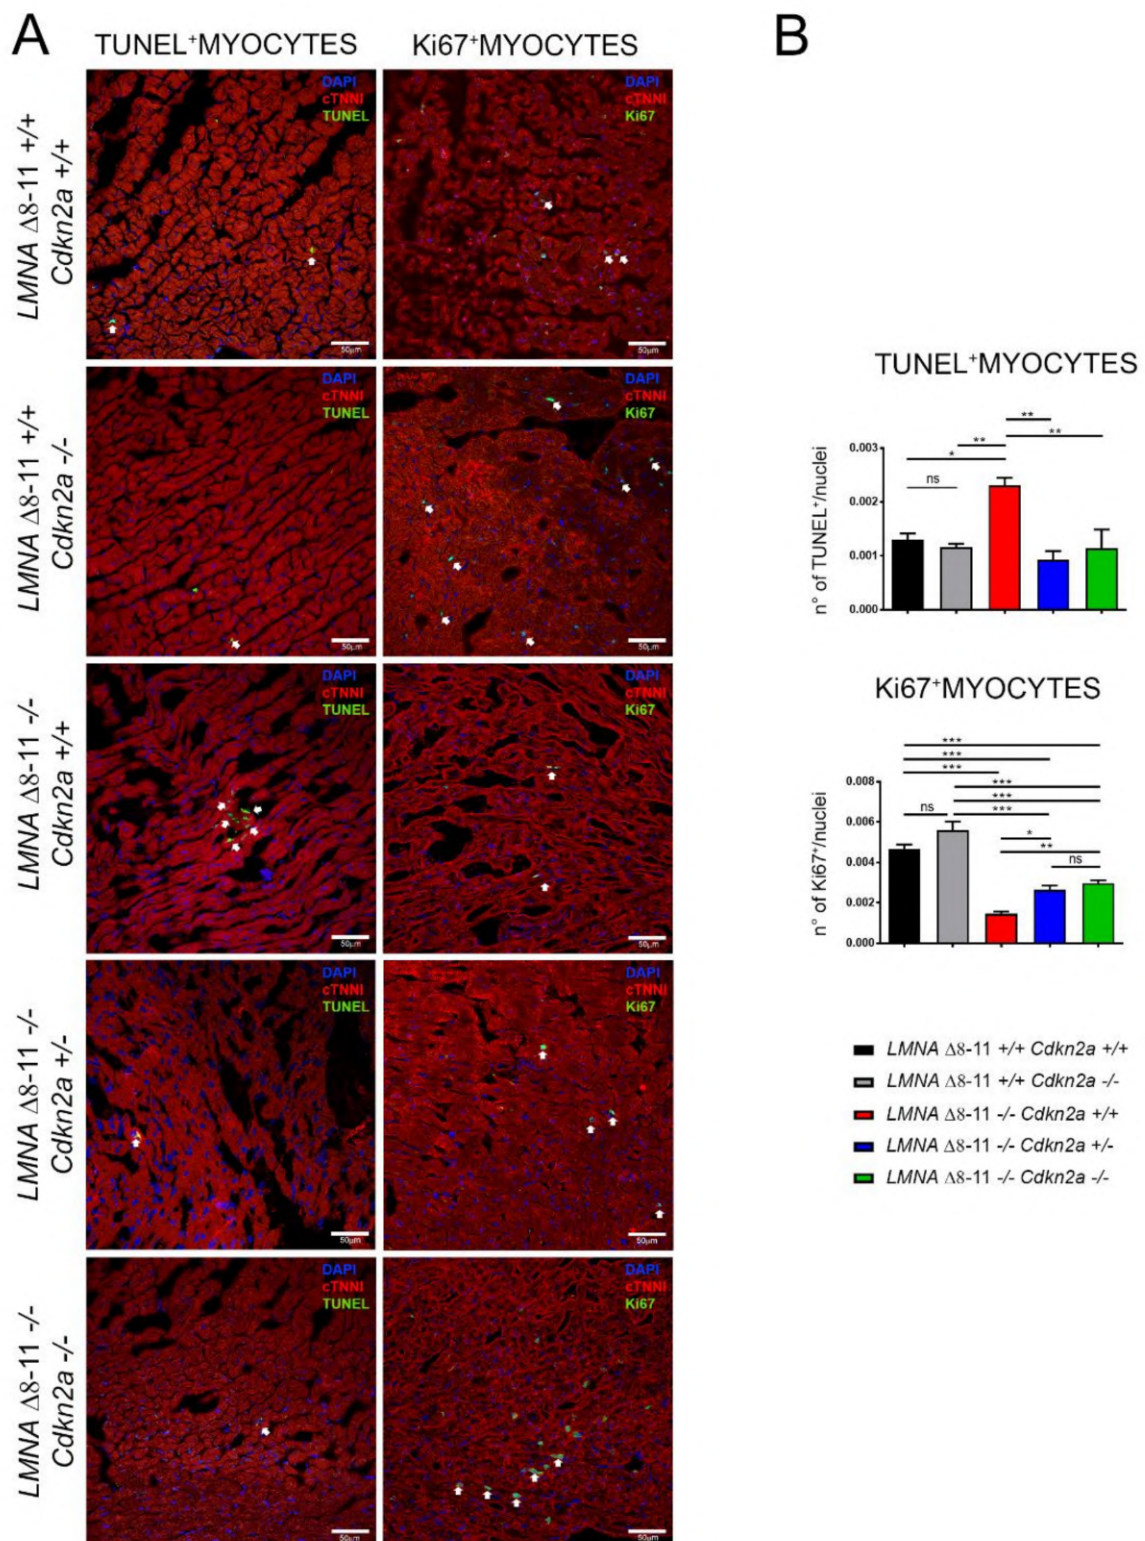 A
B
TUNEL⁺MYOCYTES
Ki67⁺MYOCYTES
LMNA Δ8-11 +/+
Cdkn2a +/+
DAPI
cTNNI
TUNEL
50µm
DAPI
cTNNI
Ki67
50µm
LMNA Δ8-11 +/+
Cdkn2a -/-
DAPI
cTNNI
TUNEL
50µm
DAPI
cTNNI
Ki67
50µm
LMNA Δ8-11 -/-
Cdkn2a +/+
DAPI
cTNNI
TUNEL
50µm
DAPI
cTNNI
Ki67
50µm
LMNA Δ8-11 -/-
Cdkn2a +/-
DAPI
cTNNI
TUNEL
50µm
DAPI
cTNNI
Ki67
50µm
LMNA Δ8-11 -/-
Cdkn2a -/-
DAPI
cTNNI
TUNEL
50µm
DAPI
cTNNI
Ki67
50µm
TUNEL⁺MYOCYTES
n° of TUNEL⁺/nuclei
**
**
**
*
ns
0.003
0.002
0.001
0.000
Ki67⁺MYOCYTES
n° of Ki67⁺/nuclei
***
***
***
***
***
***
ns
*
**
ns
0.008
0.006
0.004
0.002
0.000
LMNA Δ8-11 +/+ Cdkn2a +/+
LMNA Δ8-11 +/+ Cdkn2a -/-
LMNA Δ8-11 -/- Cdkn2a +/+
LMNA Δ8-11 -/- Cdkn2a +/-
LMNA Δ8-11 -/- Cdkn2a -/-